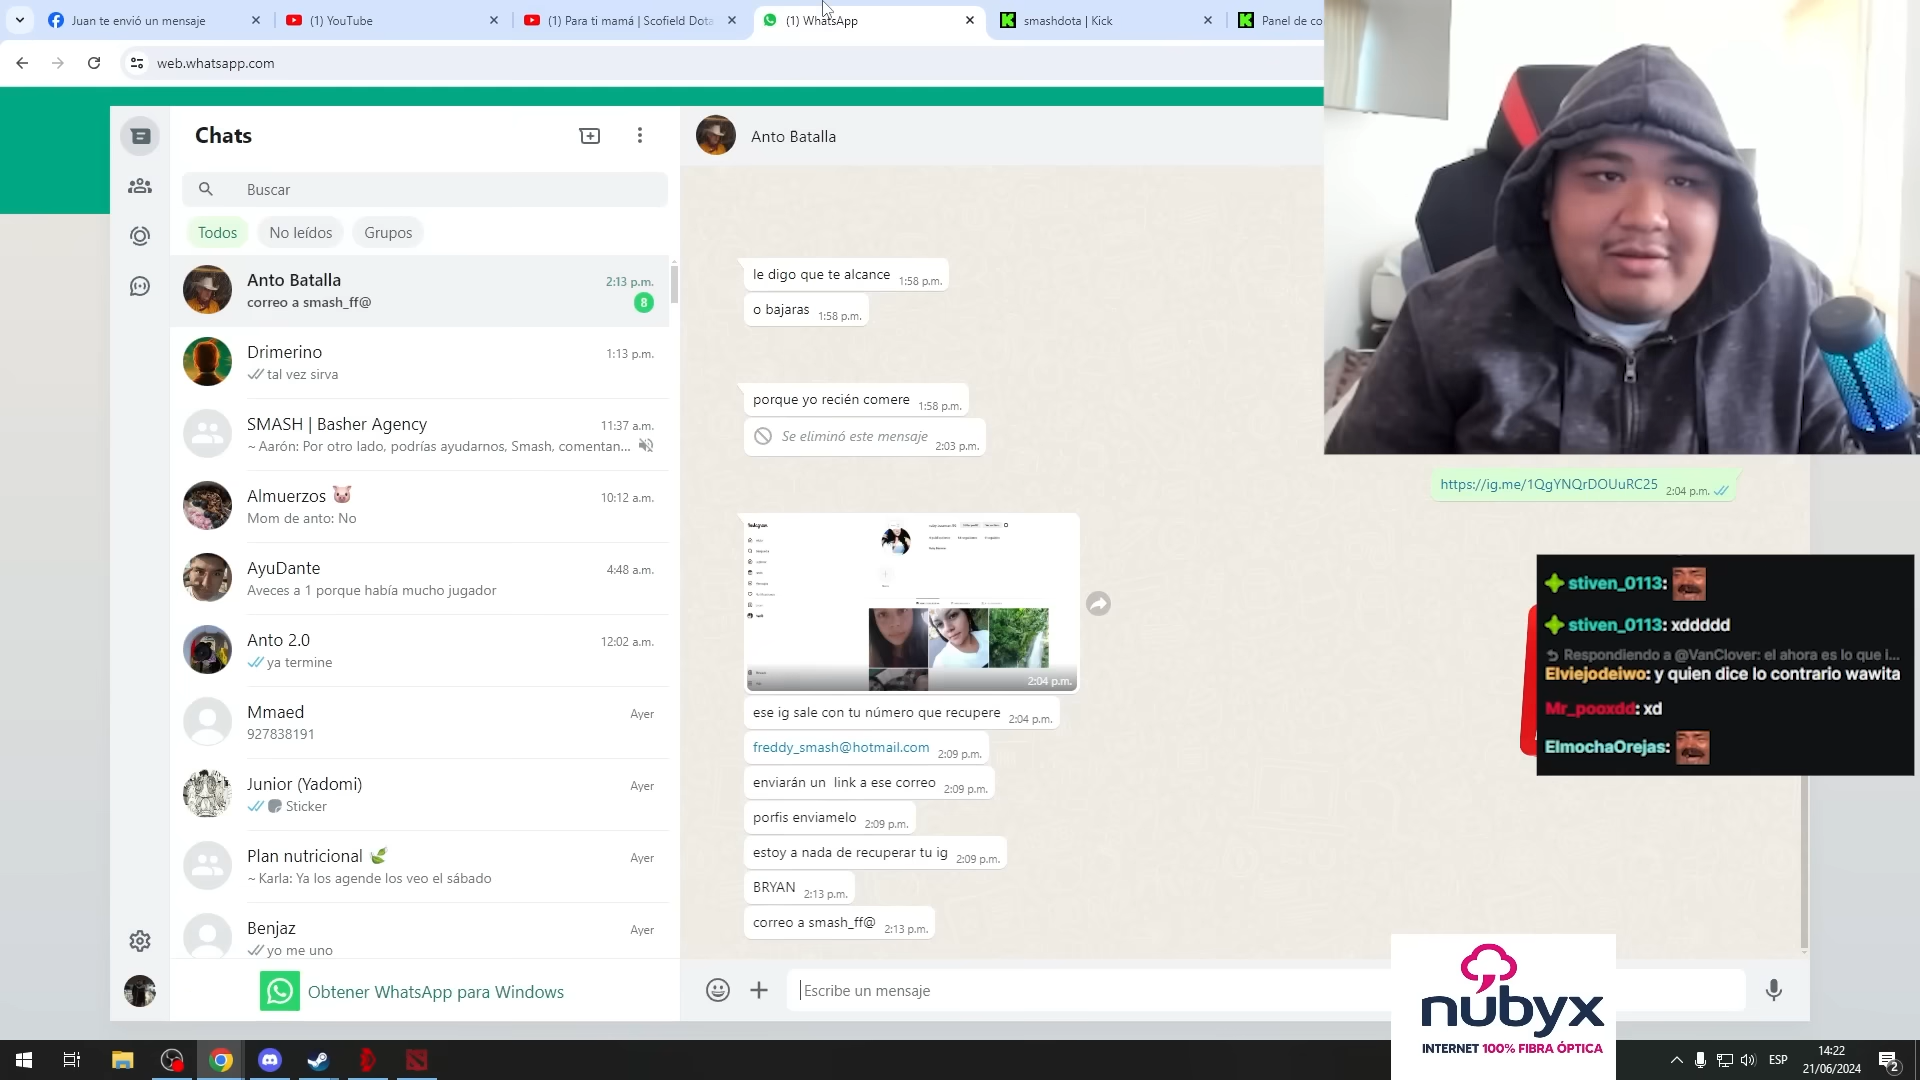 Juan te envió un mensaje
(1) YouTube
(1) Para ti mamá | Scofield Dota
(1) WhatsApp
smashdota | Kick
Panel de co
web.whatsapp.com
Chats
Buscar
Todos
No leídos
Grupos
Anto Batalla
2:13 p.m.
correo a smash_ff@
8
Drimerino
1:13 p.m.
tal vez sirva
SMASH | Basher Agency
11:37 a.m.
~ Aarón: Por otro lado, podrías ayudarnos, Smash, comentan...
Almuerzos 🐷
10:12 a.m.
Mom de anto: No
AyuDante
4:48 a.m.
Aveces a 1 porque había mucho jugador
Anto 2.0
12:02 a.m.
ya termine
Mmaed
Ayer
927838191
Junior (Yadomi)
Ayer
Sticker
Plan nutricional 🍃
Ayer
~ Karla: Ya los agende los veo el sábado
Benjaz
Ayer
yo me uno
Obtener WhatsApp para Windows
Anto Batalla
le digo que te alcance 1:58 p.m.
o bajaras 1:58 p.m.
porque yo recién comere 1:58 p.m.
Se eliminó este mensaje 2:03 p.m.
https://ig.me/1QgYNQrDOUuRC25 2:04 p.m.
2:04 p.m.
ese ig sale con tu número que recupere 2:04 p.m.
freddy_smash@hotmail.com 2:09 p.m.
enviarán un link a ese correo 2:09 p.m.
porfis enviamelo 2:09 p.m.
estoy a nada de recuperar tu ig 2:09 p.m.
BRYAN 2:13 p.m.
correo a smash_ff@ 2:13 p.m.
Escribe un mensaje
stiven_0113:
stiven_0113: xddddd
Respondiendo a @VanClover: el ahora es lo que i...
Elviejodeiwo: y quien dice lo contrario wawita
Mr_pooxdd: xd
ElmochaOrejas:
nubyx
INTERNET 100% FIBRA ÓPTICA
ESP
14:22
21/06/2024
2